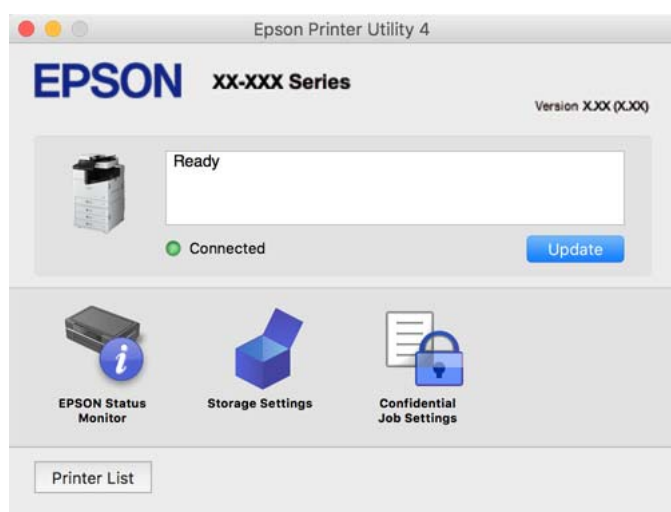 Epson Printer Utility 4
EPSON
XX-XXX Series
Version X.XX (X.XX)
Ready
Connected
Update
EPSON Status
Monitor
Storage Settings
Confidential
Job Settings
Printer List